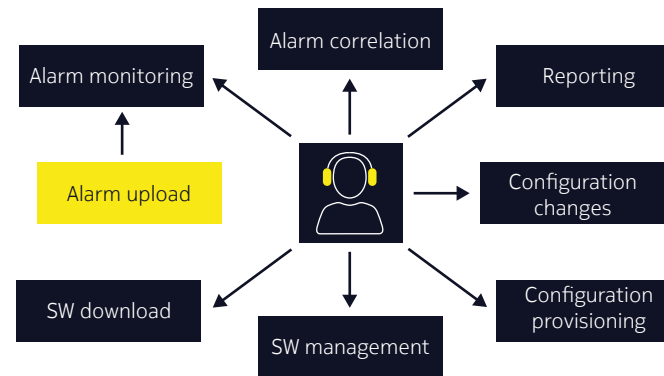 Alarm correlation
Alarm monitoring
Reporting
Alarm upload
Configuration
changes
SW download
Configuration
provisioning
SW management